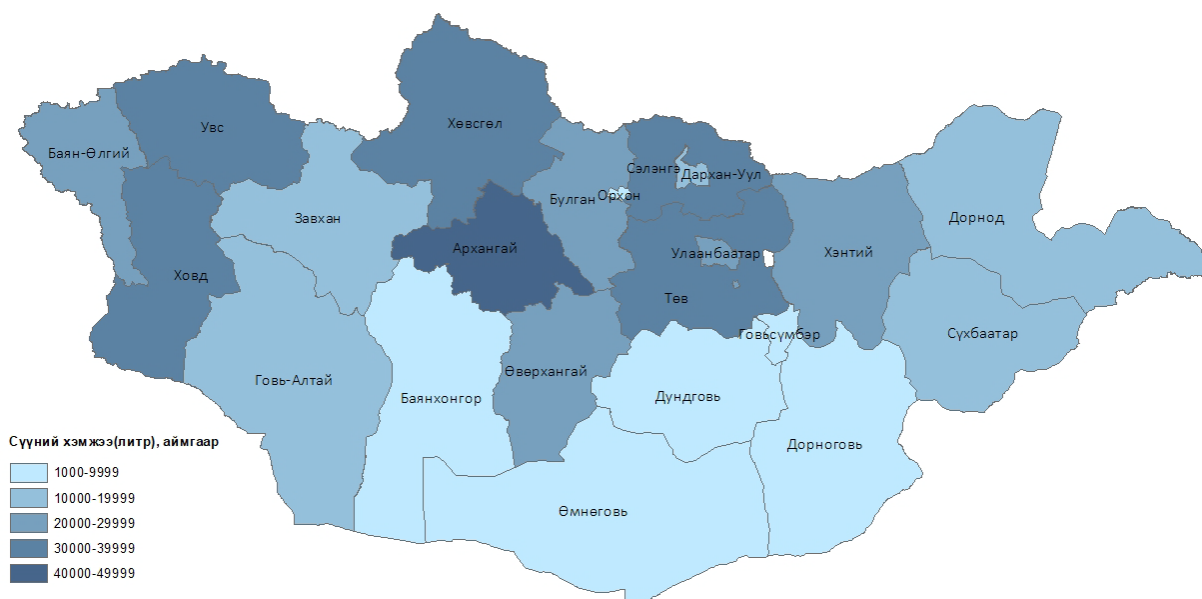 Хөвсгөл
Увс
Баян-Өлгий
Сэлэнгэ
Дархан-Уул
Орхон
Булган
Завхан
Дорнод
Архангай
Улаанбаатар
Хэнтий
Ховд
Төв
Говьсүмбэр
Сүхбаатар
Өвөрхангай
Говь-Алтай
Баянхонгор
Дундговь
Дорноговь
Өмнөговь
Сүүний хэмжээ(литр), аймгаар
1000-9999
10000-19999
20000-29999
30000-39999
40000-49999